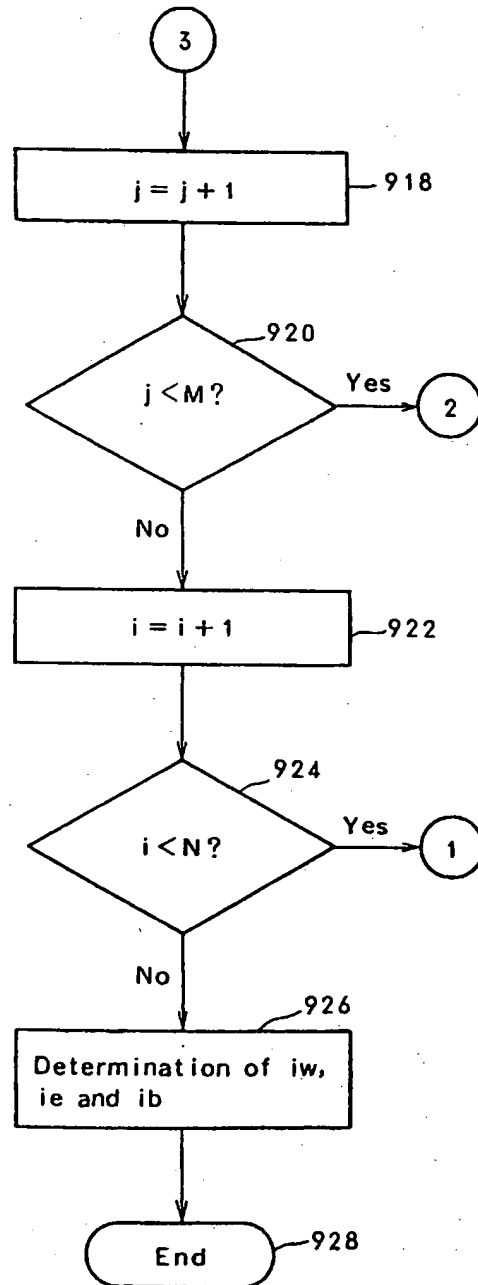 3
j = j + 1
918
920
j < M?
Yes
2
No
i = i + 1
922
924
i < N?
Yes
1
No
926
Determination of iw,
ie and ib
End
928